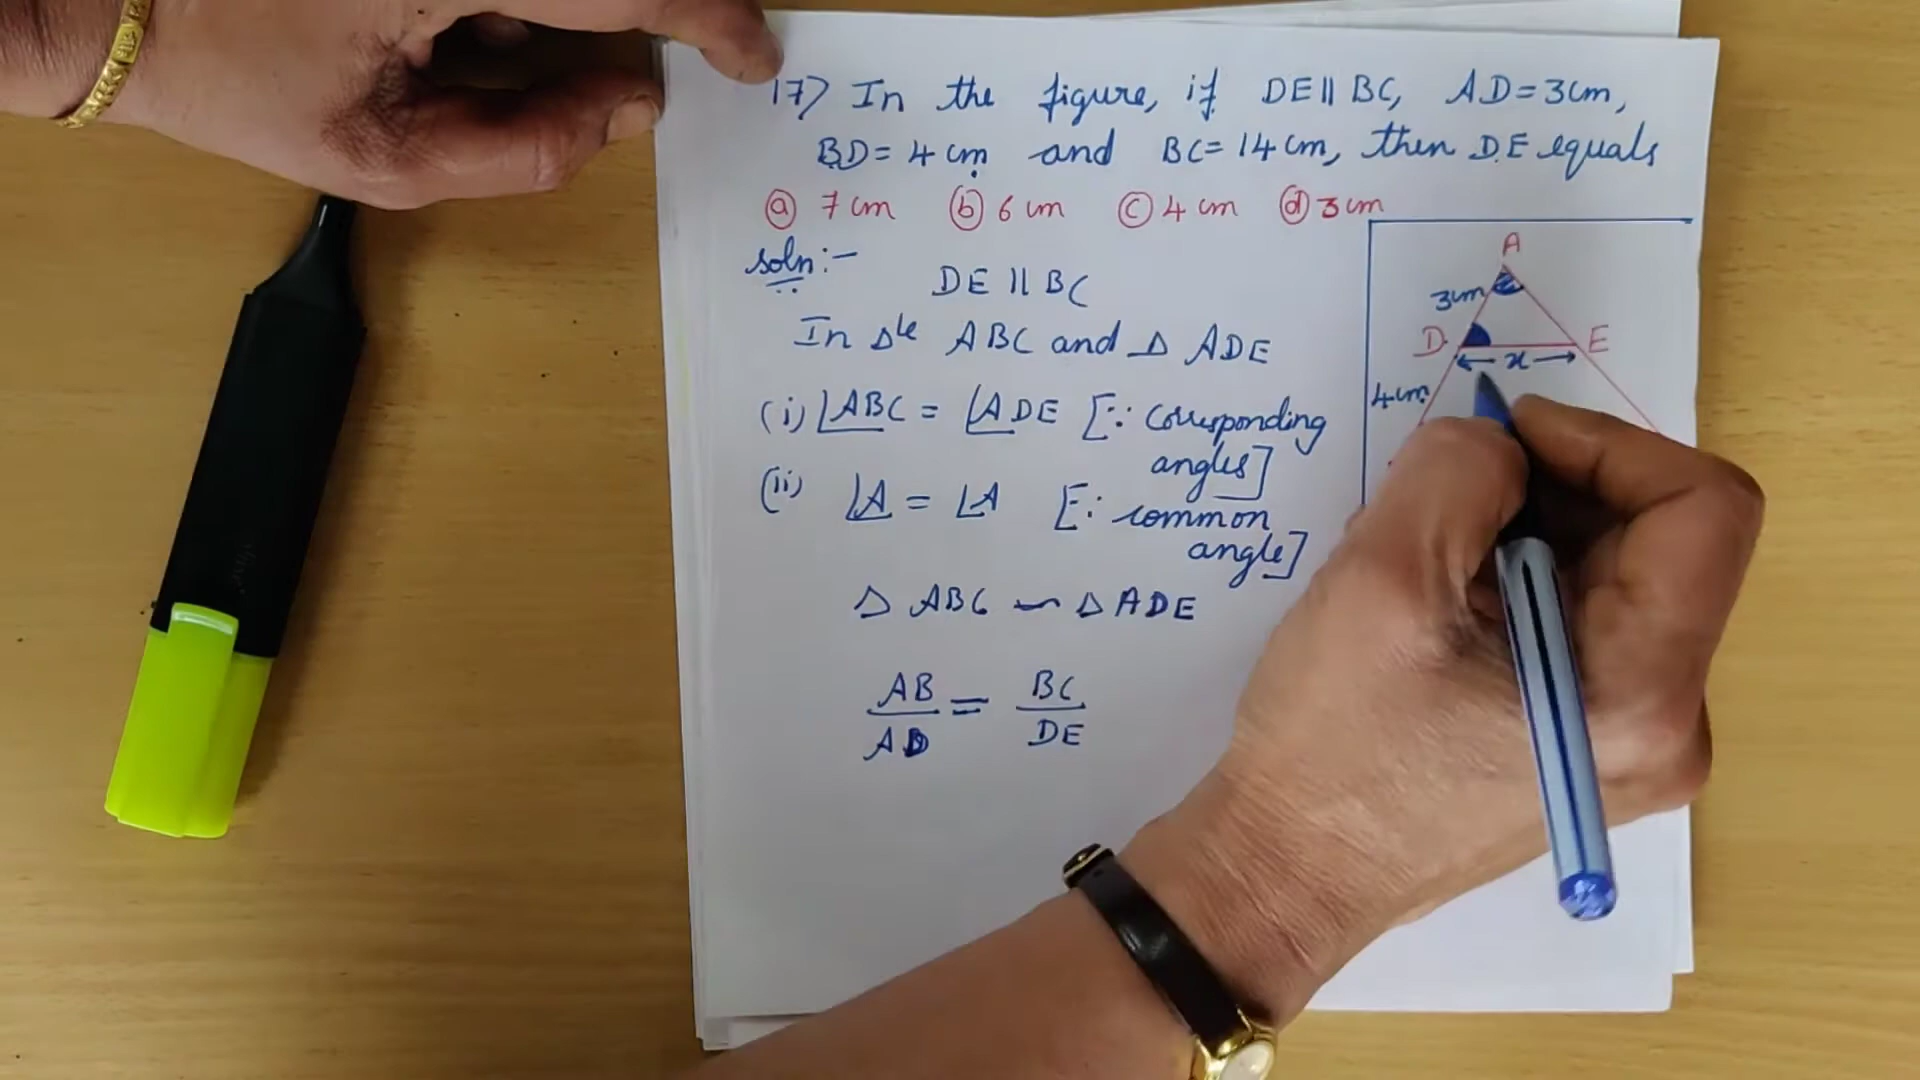 17) In the figure, if DE ∥ BC, AD = 3cm,
BD = 4 cm and BC = 14 cm, then DE equals
ⓐ 7 cm ⓑ 6 cm ⓒ 4 cm ⓓ 3 cm
soln:-
DE ∥ BC
In Δle ABC and Δ ADE
(i) ∠ABC = ∠ADE [∵ corresponding
angles]
(ii) ∠A = ∠A [∵ common
angle]
Δ ABC ∼ Δ ADE
AB/AD = BC/DE
A
3cm
D E
x
4cm